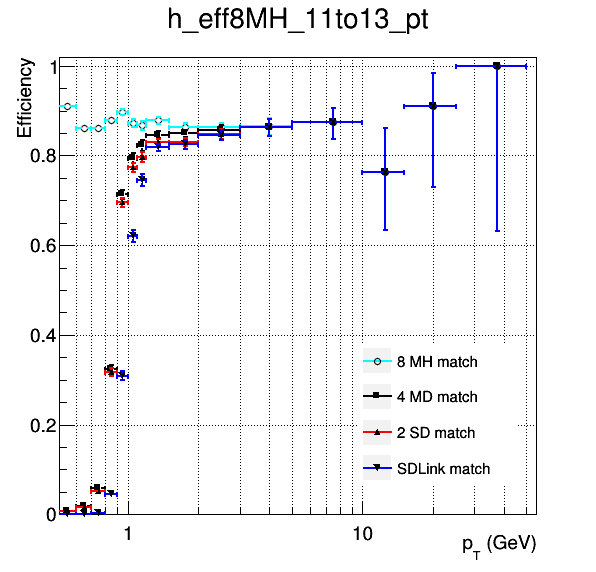 h_eff8MH_11to13_pt
Efficiency
1
0.8
0.6
0.4
0.2
0
8 MH match
4 MD match
2 SD match
SDLink match
1
10
p_T (GeV)